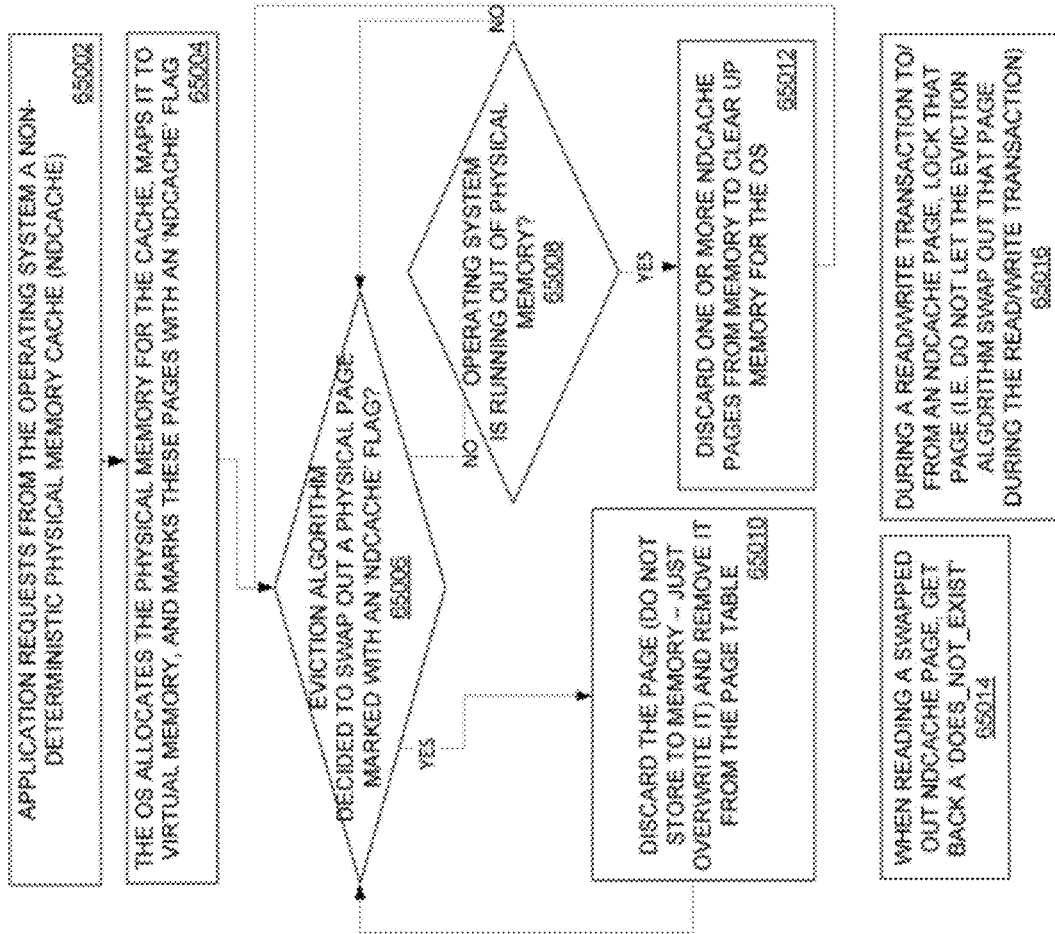 APPLICATION REQUESTS FROM THE OPERATING SYSTEM A NON-
DETERMINISTIC PHYSICAL MEMORY CACHE (NDCACHE)
65002
THE OS ALLOCATES THE PHYSICAL MEMORY FOR THE CACHE, MAPS IT TO
VIRTUAL MEMORY, AND MARKS THESE PAGES WITH AN 'NDCACHE' FLAG
65004
EVICTION ALGORITHM
DECIDED TO SWAP OUT A PHYSICAL PAGE
MARKED WITH AN 'NDCACHE' FLAG?
65006
YES
NO
OPERATING SYSTEM
IS RUNNING OUT OF PHYSICAL
MEMORY?
65008
NO
YES
DISCARD THE PAGE (DO NOT
STORE TO MEMORY – JUST
OVERWRITE IT) AND REMOVE IT
FROM THE PAGE TABLE
65010
DISCARD ONE OR MORE NDCACHE
PAGES FROM MEMORY TO CLEAR UP
MEMORY FOR THE OS
65012
WHEN READING A SWAPPED
OUT NDCACHE PAGE, GET
BACK A 'DOES_NOT_EXIST'
65014
DURING A READ/WRITE TRANSACTION TO/
FROM AN NDCACHE PAGE, LOCK THAT
PAGE (I.E. DO NOT LET THE EVICTION
ALGORITHM SWAP OUT THAT PAGE
DURING THE READ/WRITE TRANSACTION)
65016